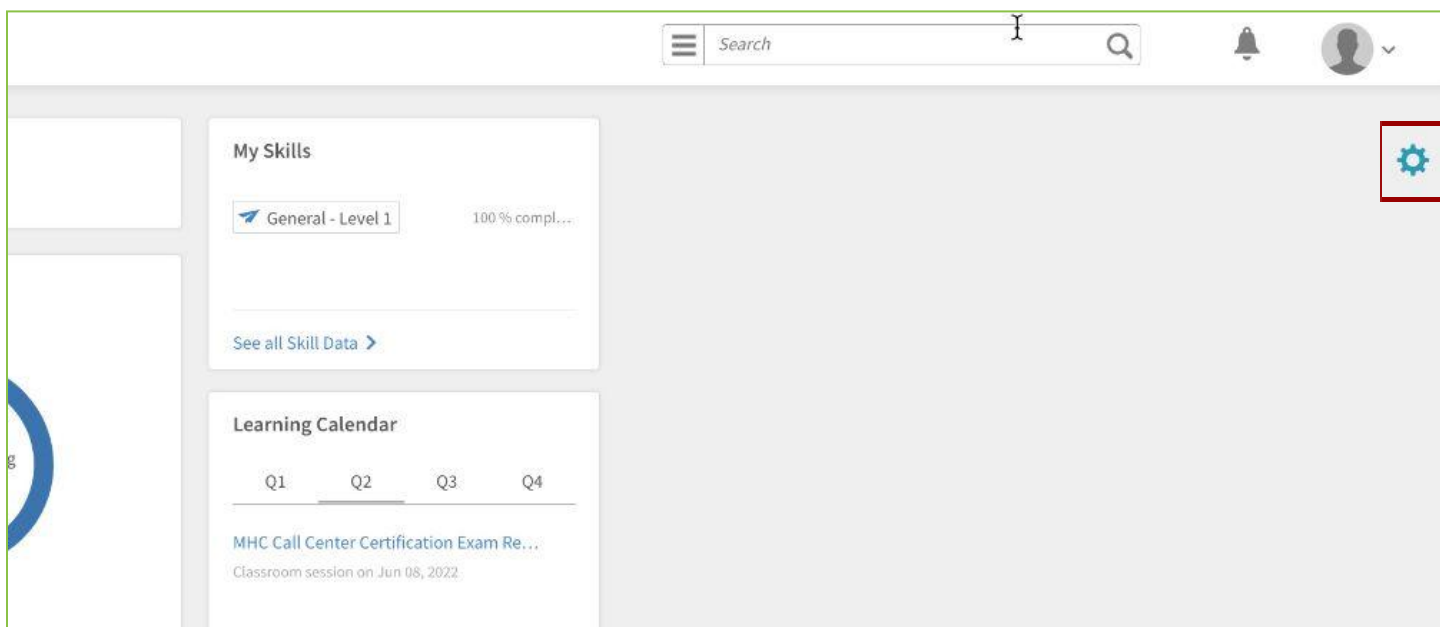 Search
My Skills
General - Level 1
100 % compl...
See all Skill Data
g
Learning Calendar
Q1 Q2 Q3 Q4
MHC Call Center Certification Exam Re...
Classroom session on Jun 08, 2022